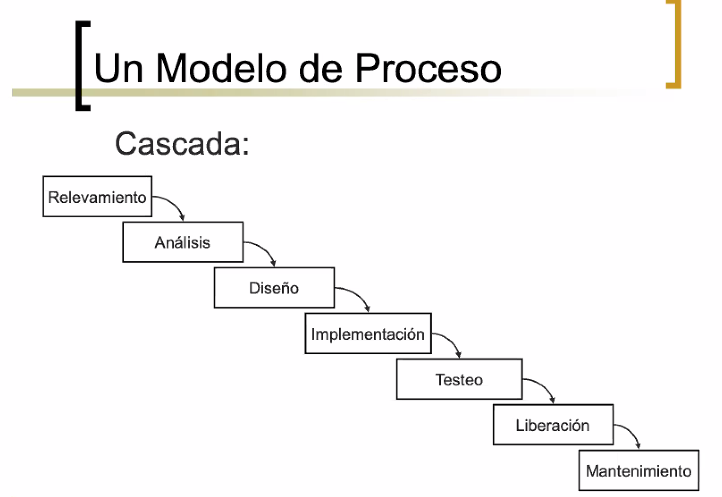 Un Modelo de Proceso
Cascada:
Relevamiento
Análisis
Diseño
Implementación
Testeo
Liberación
Mantenimiento